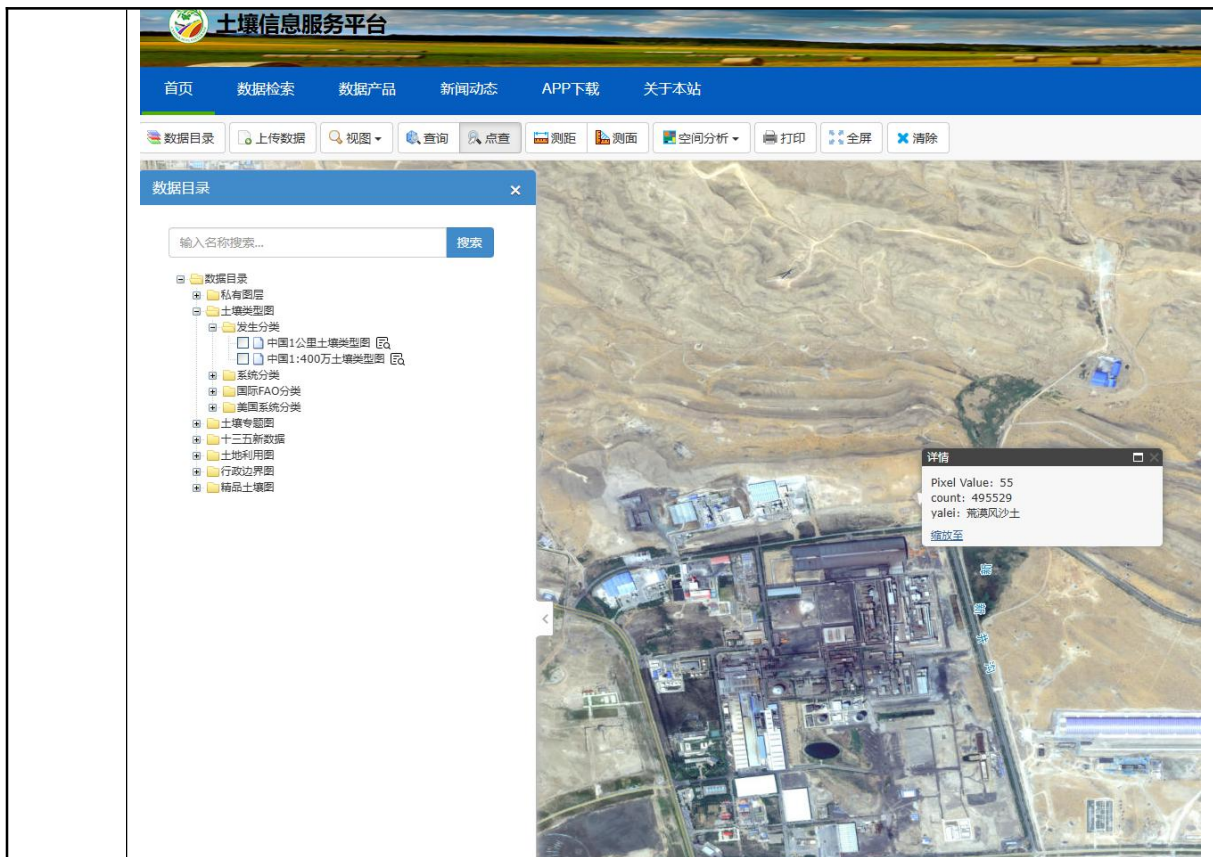 土壤信息服务平台
首页 数据检索 数据产品 新闻动态 APP下载 关于本站
数据目录 上传数据 视图 查询 点查 测距 测面 空间分析 打印 全屏 清除
数据目录
输入名称搜索... 搜索
数据目录
私有图层
土壤类型图
发生分类
中国1公里土壤类型图
中国1:400万土壤类型图
系统分类
国际FAO分类
美国系统分类
土壤专题图
十三五新数据
土地利用图
行政边界图
精品土壤图
详情
Pixel Value: 55
count: 495529
yalei: 荒漠风沙土
缩放至